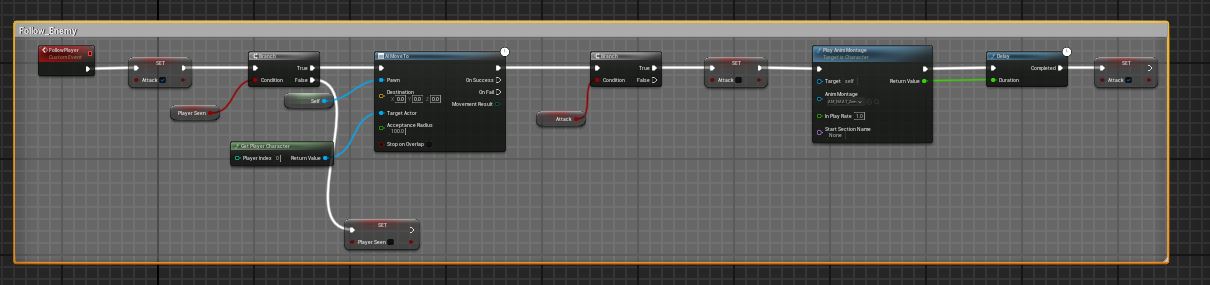 Follow_Enemy
FollowPlayer
Custom Event
SET
Attack
Player Seen
Branch
Condition
True
False
Self
Get Player Character
Player Index 0
Return Value
AI MoveTo
Pawn
Destination
X 0.0 Y 0.0 Z 0.0
Target Actor
Acceptance Radius
100.0
Stop on Overlap
On Success
On Fail
Movement Result
SET
Player Seen
Attack
Branch
Condition
True
False
SET
Attack
Play Anim Montage
Target is Character
Target self
Return Value
Anim Montage
In Play Rate 1.0
Start Section Name
None
Delay
Completed
Duration
SET
Attack